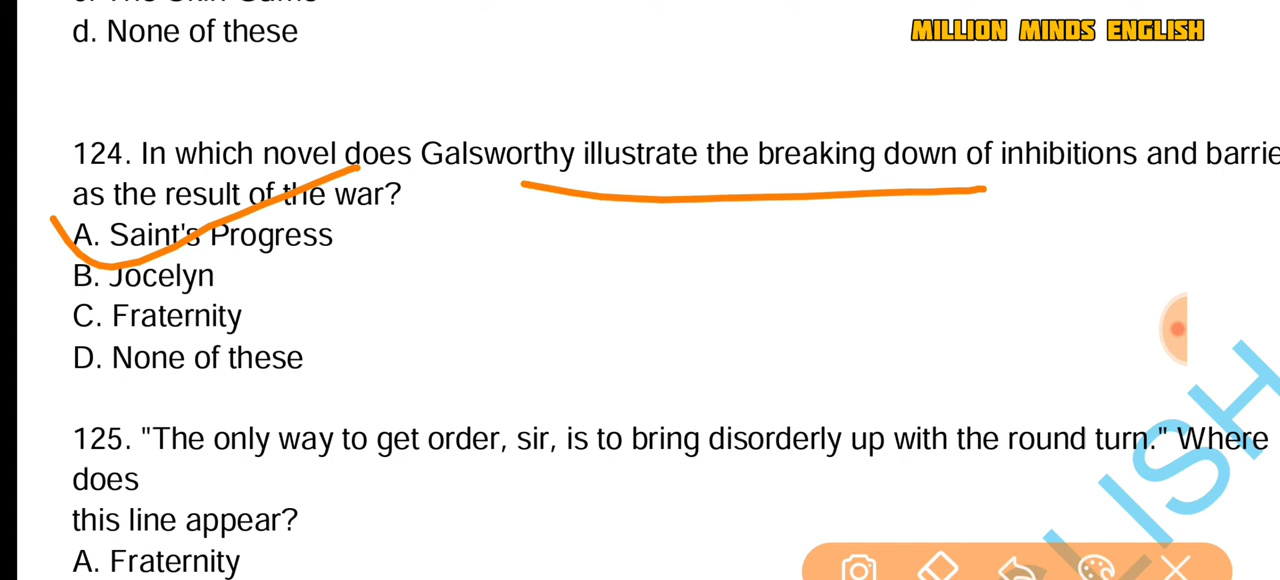 d. None of these
MILLION MINDS ENGLISH
124. In which novel does Galsworthy illustrate the breaking down of inhibitions and barrie
as the result of the war?
A. Saint's Progress
B. Jocelyn
C. Fraternity
D. None of these
125. "The only way to get order, sir, is to bring disorderly up with the round turn." Where
does
this line appear?
A. Fraternity